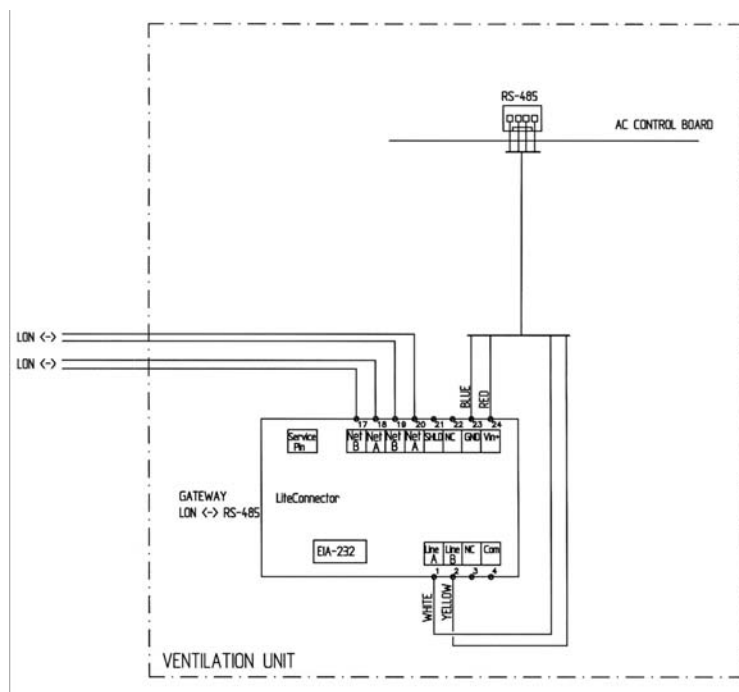 RS-485
AC CONTROL BOARD
LON <->
LON <->
BLUE
RED
17 18 19 20 21 22 23 24
Service Pin
Net B
Net A
Net B
Net A
SHLD
NC
GND
Vin+
GATEWAY
LON <-> RS-485
LiteConnector
EIA-232
Line A
Line B
NC
Com
1 2 3 4
WHITE
YELLOW
VENTILATION UNIT